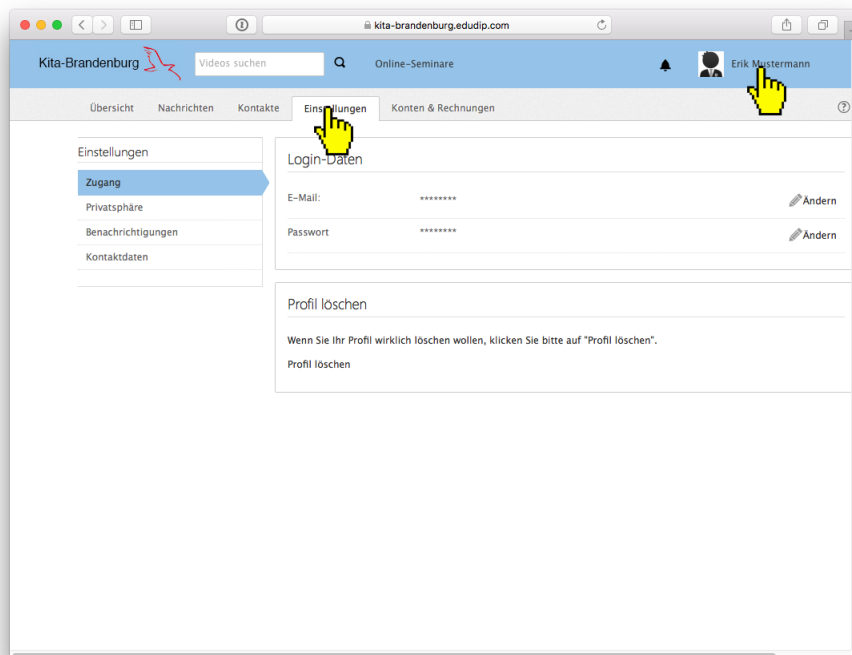 kita-brandenburg.edudip.com
Kita-Brandenburg Videos suchen Online-Seminare Erik Mustermann
Übersicht Nachrichten Kontakte Einstellungen Konten & Rechnungen ?
Einstellungen
Zugang
Privatsphäre
Benachrichtigungen
Kontaktdaten
Login-Daten
E-Mail: ******** Ändern
Passwort ******** Ändern
Profil löschen
Wenn Sie Ihr Profil wirklich löschen wollen, klicken Sie bitte auf "Profil löschen".
Profil löschen